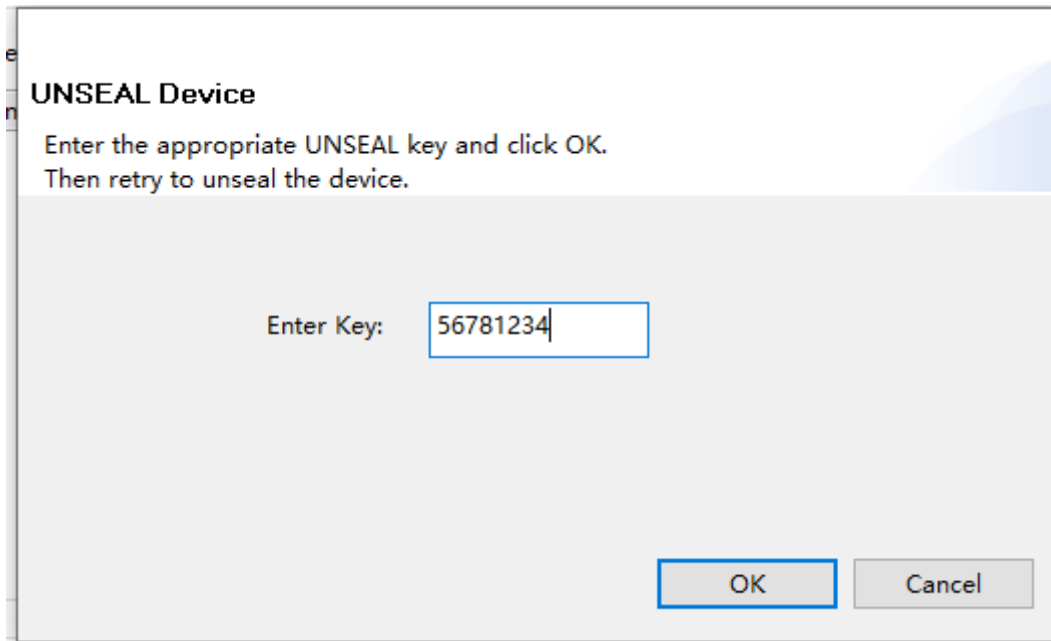 UNSEAL Device
Enter the appropriate UNSEAL key and click OK.
Then retry to unseal the device.
Enter Key: 56781234
OK Cancel